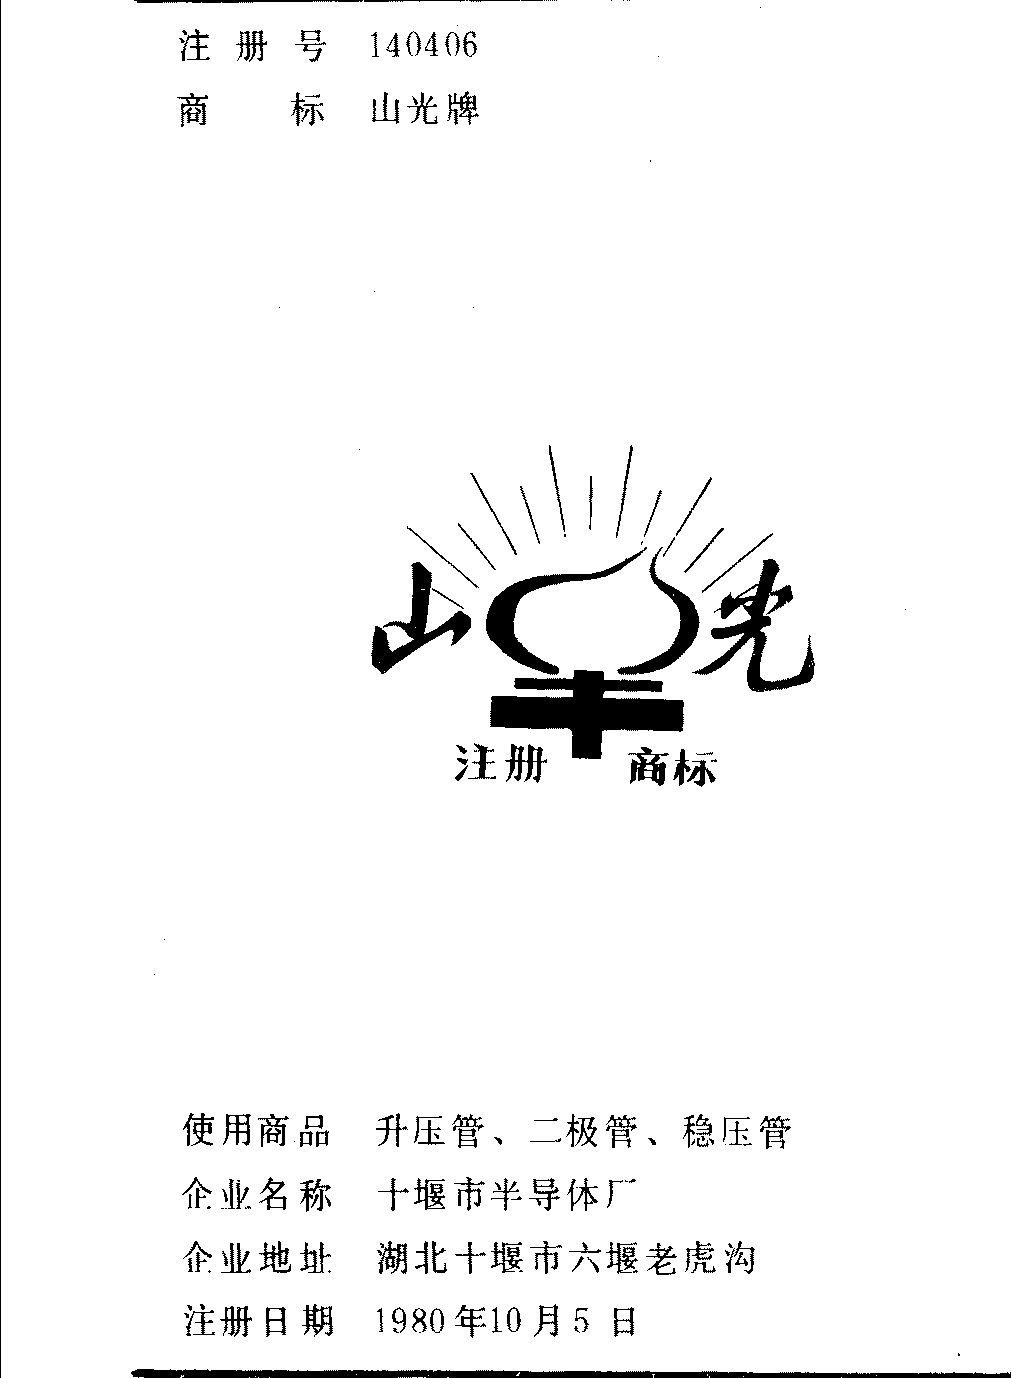 注册号 140406
商标 山光牌
山光
注册 商标
使用商品 升压管、二极管、稳压管
企业名称 十堰市半导体厂
企业地址 湖北十堰市六堰老虎沟
注册日期 1980年10月5日